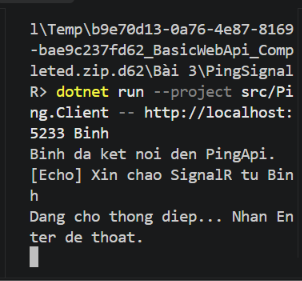 l\Temp\b9e70d13-0a76-4e87-8169
-bae9c237fd62_BasicWebApi_Comp
leted.zip.d62\Bài 3\PingSignal
R> dotnet run --project src/Pi
ng.Client -- http://localhost:
5233 Binh
Binh da ket noi den PingApi.
[Echo] Xin chao SignalR tu Bin
h
Dang cho thong diep... Nhan En
ter de thoat.